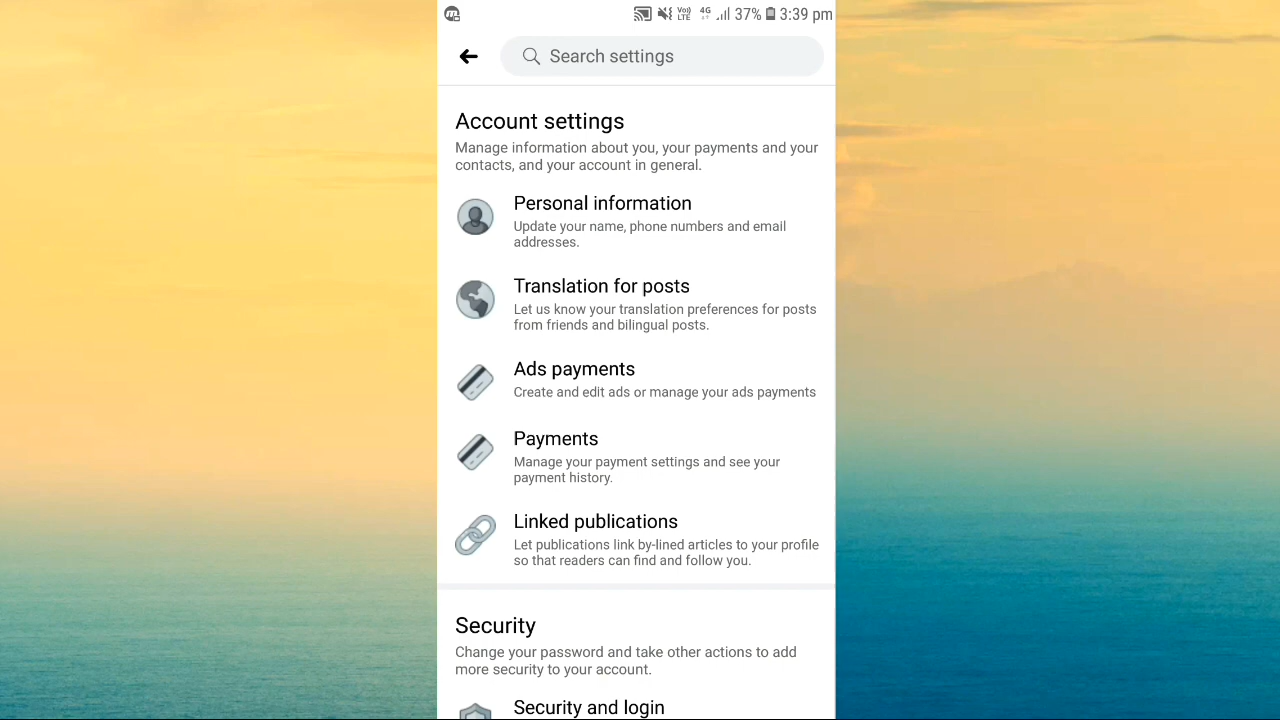 Vo)) LTE 4G 37% 3:39 pm
Search settings
Account settings
Manage information about you, your payments and your
contacts, and your account in general.
Personal information
Update your name, phone numbers and email
addresses.
Translation for posts
Let us know your translation preferences for posts
from friends and bilingual posts.
Ads payments
Create and edit ads or manage your ads payments
Payments
Manage your payment settings and see your
payment history.
Linked publications
Let publications link by-lined articles to your profile
so that readers can find and follow you.
Security
Change your password and take other actions to add
more security to your account.
Security and login